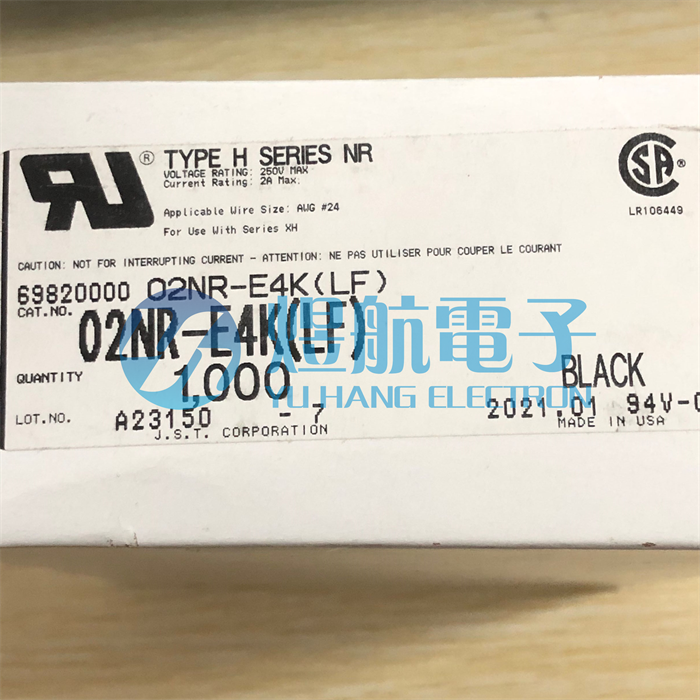 ® TYPE H SERIES NR
VOLTAGE RATING: 250V MAX
Current Rating: 2A Max.
Applicable Wire Size: AWG #24
For Use With Series XH
SA ®
LR106449
CAUTION: NOT FOR INTERRUPTING CURRENT - ATTENTION: NE PAS UTILISER POUR COUPER LE COURANT
69820000 02NR-E4K(LF)
CAT.NO. 02NR-E4K(LF)
煜航電子
QUANTITY 1,000 BLACK
YU HANG ELECTRON
LOT.NO. A23150 - 7 2021.01 94V-0
J.S.T. CORPORATION MADE IN USA